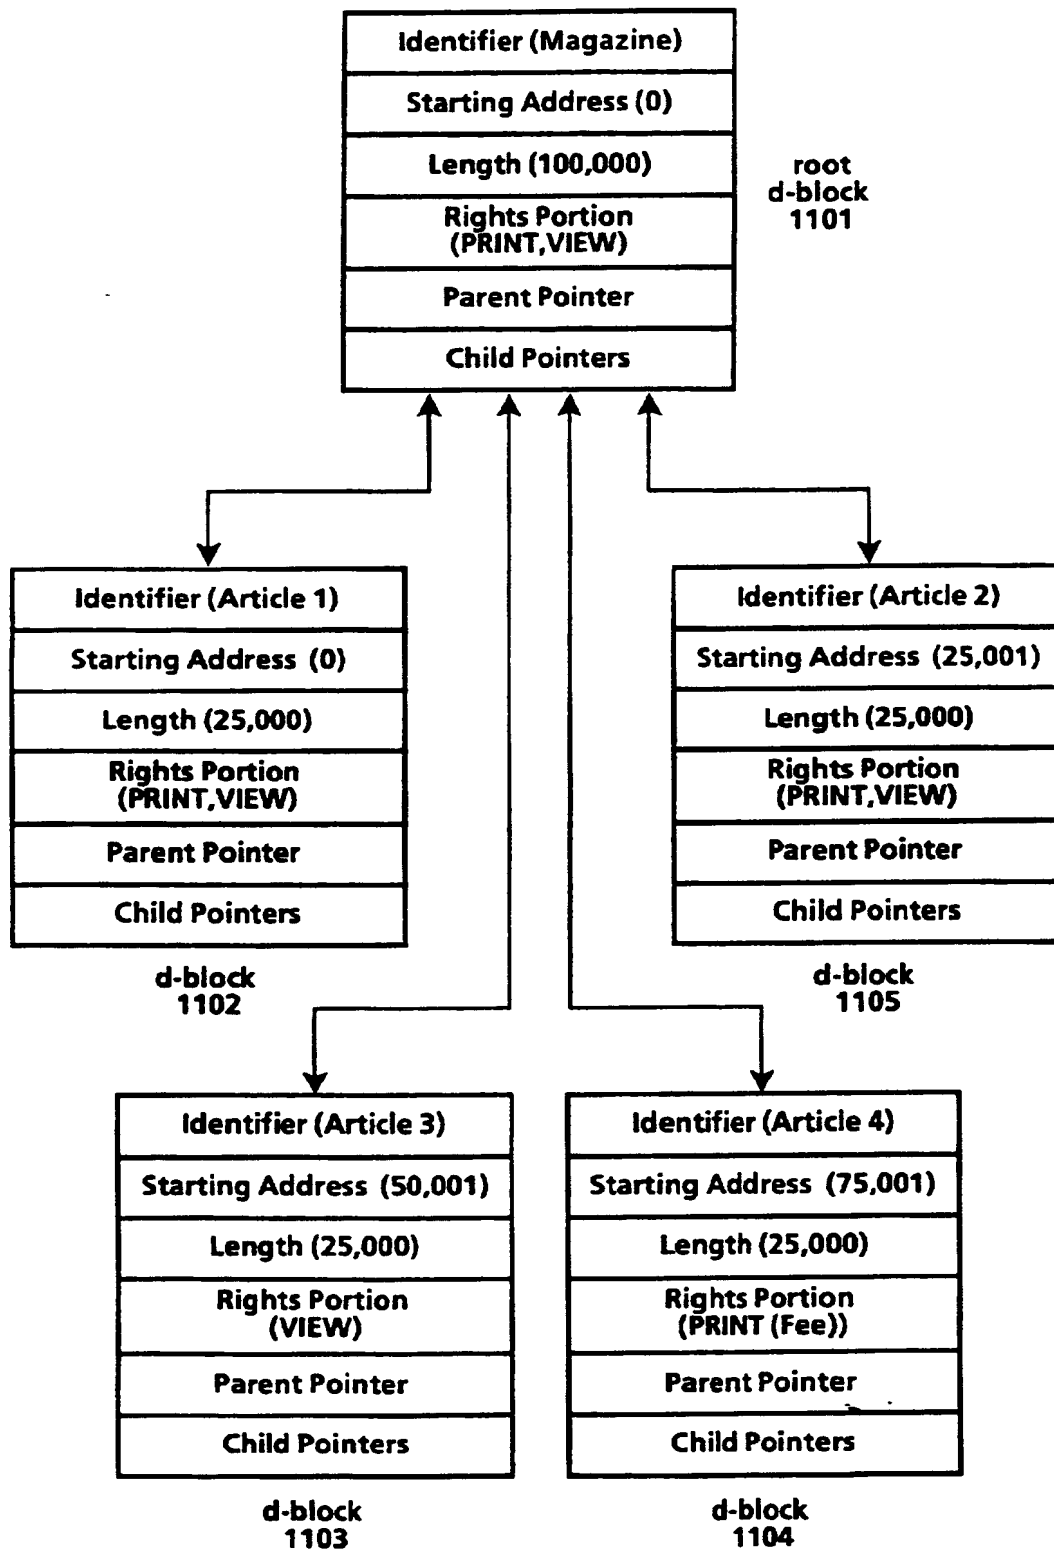 Identifier (Magazine)
Starting Address (0)
Length (100,000)
Rights Portion
(PRINT,VIEW)
Parent Pointer
Child Pointers
root
d-block
1101
Identifier (Article 1)
Starting Address (0)
Length (25,000)
Rights Portion
(PRINT,VIEW)
Parent Pointer
Child Pointers
d-block
1102
Identifier (Article 2)
Starting Address (25,001)
Length (25,000)
Rights Portion
(PRINT,VIEW)
Parent Pointer
Child Pointers
d-block
1105
Identifier (Article 3)
Starting Address (50,001)
Length (25,000)
Rights Portion
(VIEW)
Parent Pointer
Child Pointers
d-block
1103
Identifier (Article 4)
Starting Address (75,001)
Length (25,000)
Rights Portion
(PRINT (Fee))
Parent Pointer
Child Pointers
d-block
1104